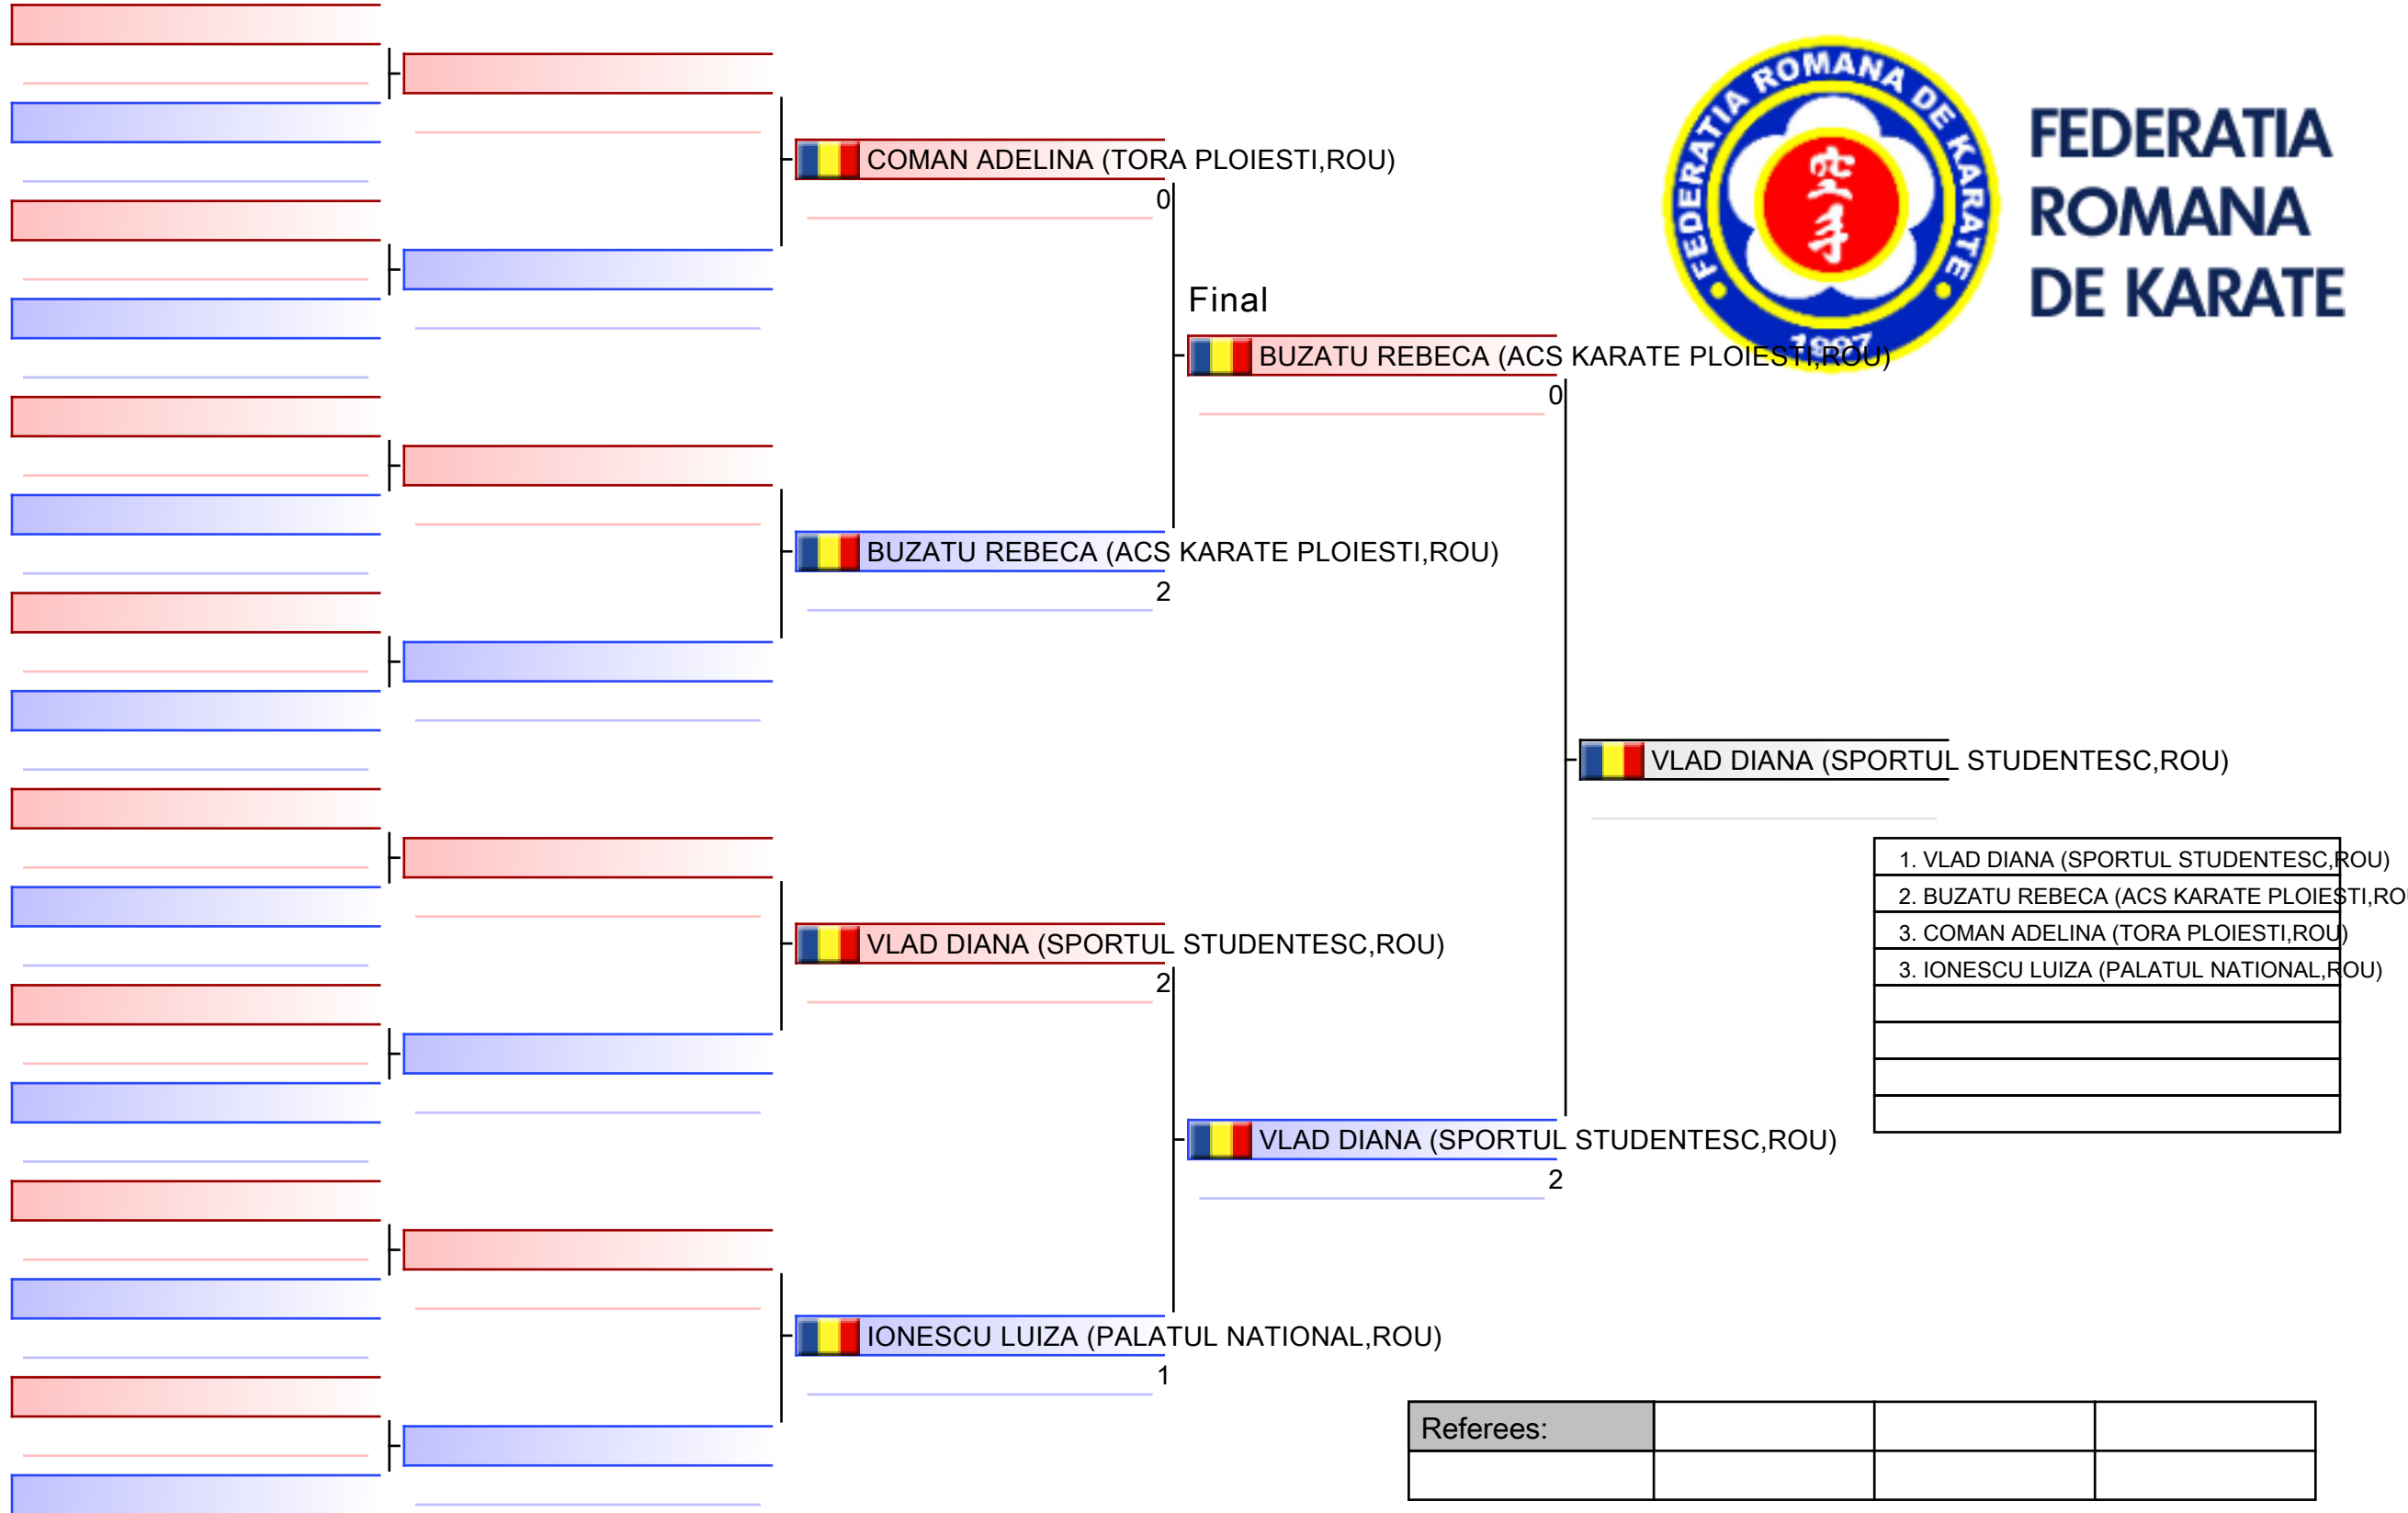 FEDERATIA ROMANA DE KARATE
空手
1997
FEDERATIA
ROMANA
DE KARATE
COMAN ADELINA (TORA PLOIESTI,ROU)
0
Final
BUZATU REBECA (ACS KARATE PLOIESTI,ROU)
0
BUZATU REBECA (ACS KARATE PLOIESTI,ROU)
2
VLAD DIANA (SPORTUL STUDENTESC,ROU)
1. VLAD DIANA (SPORTUL STUDENTESC,ROU)
2. BUZATU REBECA (ACS KARATE PLOIESTI,ROU
3. COMAN ADELINA (TORA PLOIESTI,ROU)
3. IONESCU LUIZA (PALATUL NATIONAL,ROU)
VLAD DIANA (SPORTUL STUDENTESC,ROU)
2
VLAD DIANA (SPORTUL STUDENTESC,ROU)
2
IONESCU LUIZA (PALATUL NATIONAL,ROU)
1
Referees: